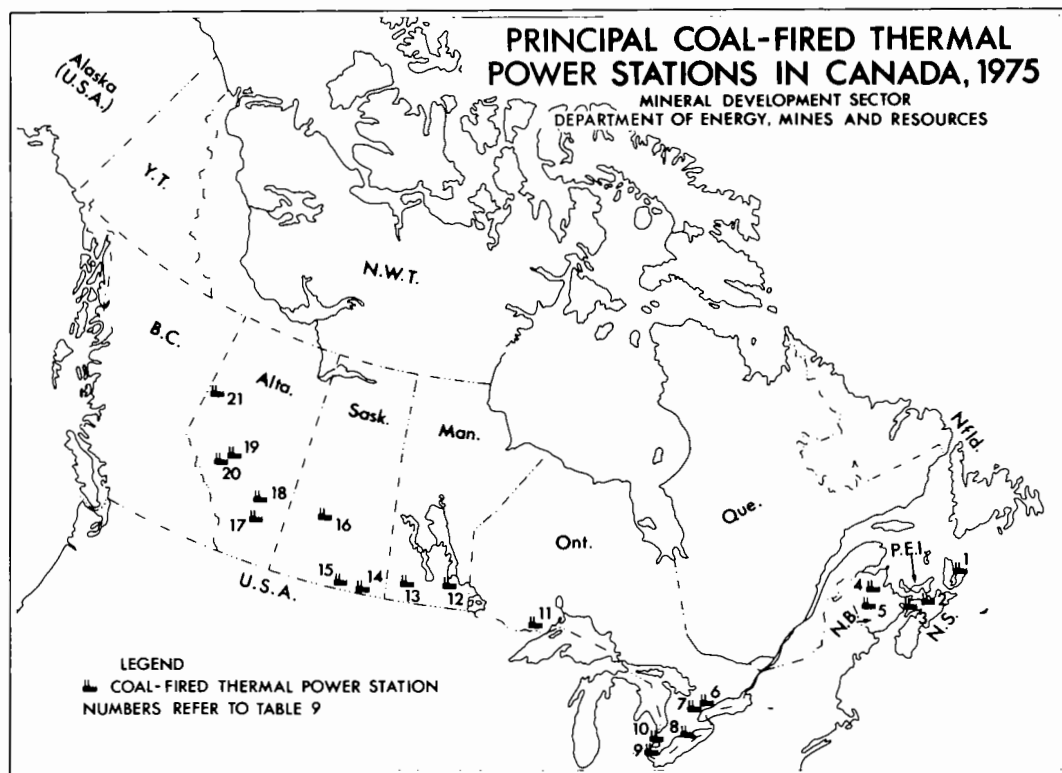 PRINCIPAL COAL-FIRED THERMAL
POWER STATIONS IN CANADA, 1975
MINERAL DEVELOPMENT SECTOR
DEPARTMENT OF ENERGY, MINES AND RESOURCES
Alaska
(U.S.A.)
Y.T.
N.W.T.
B.C.
Alta.
Sask.
Man.
Ont.
Que.
Nfld.
P.E.I.
N.B.
N.S.
U.S.A.
21
19
20
18
17
16
15
14
13
12
11
10
9
8
7
6
5
4
3
2
1
LEGEND
COAL-FIRED THERMAL POWER STATION
NUMBERS REFER TO TABLE 9